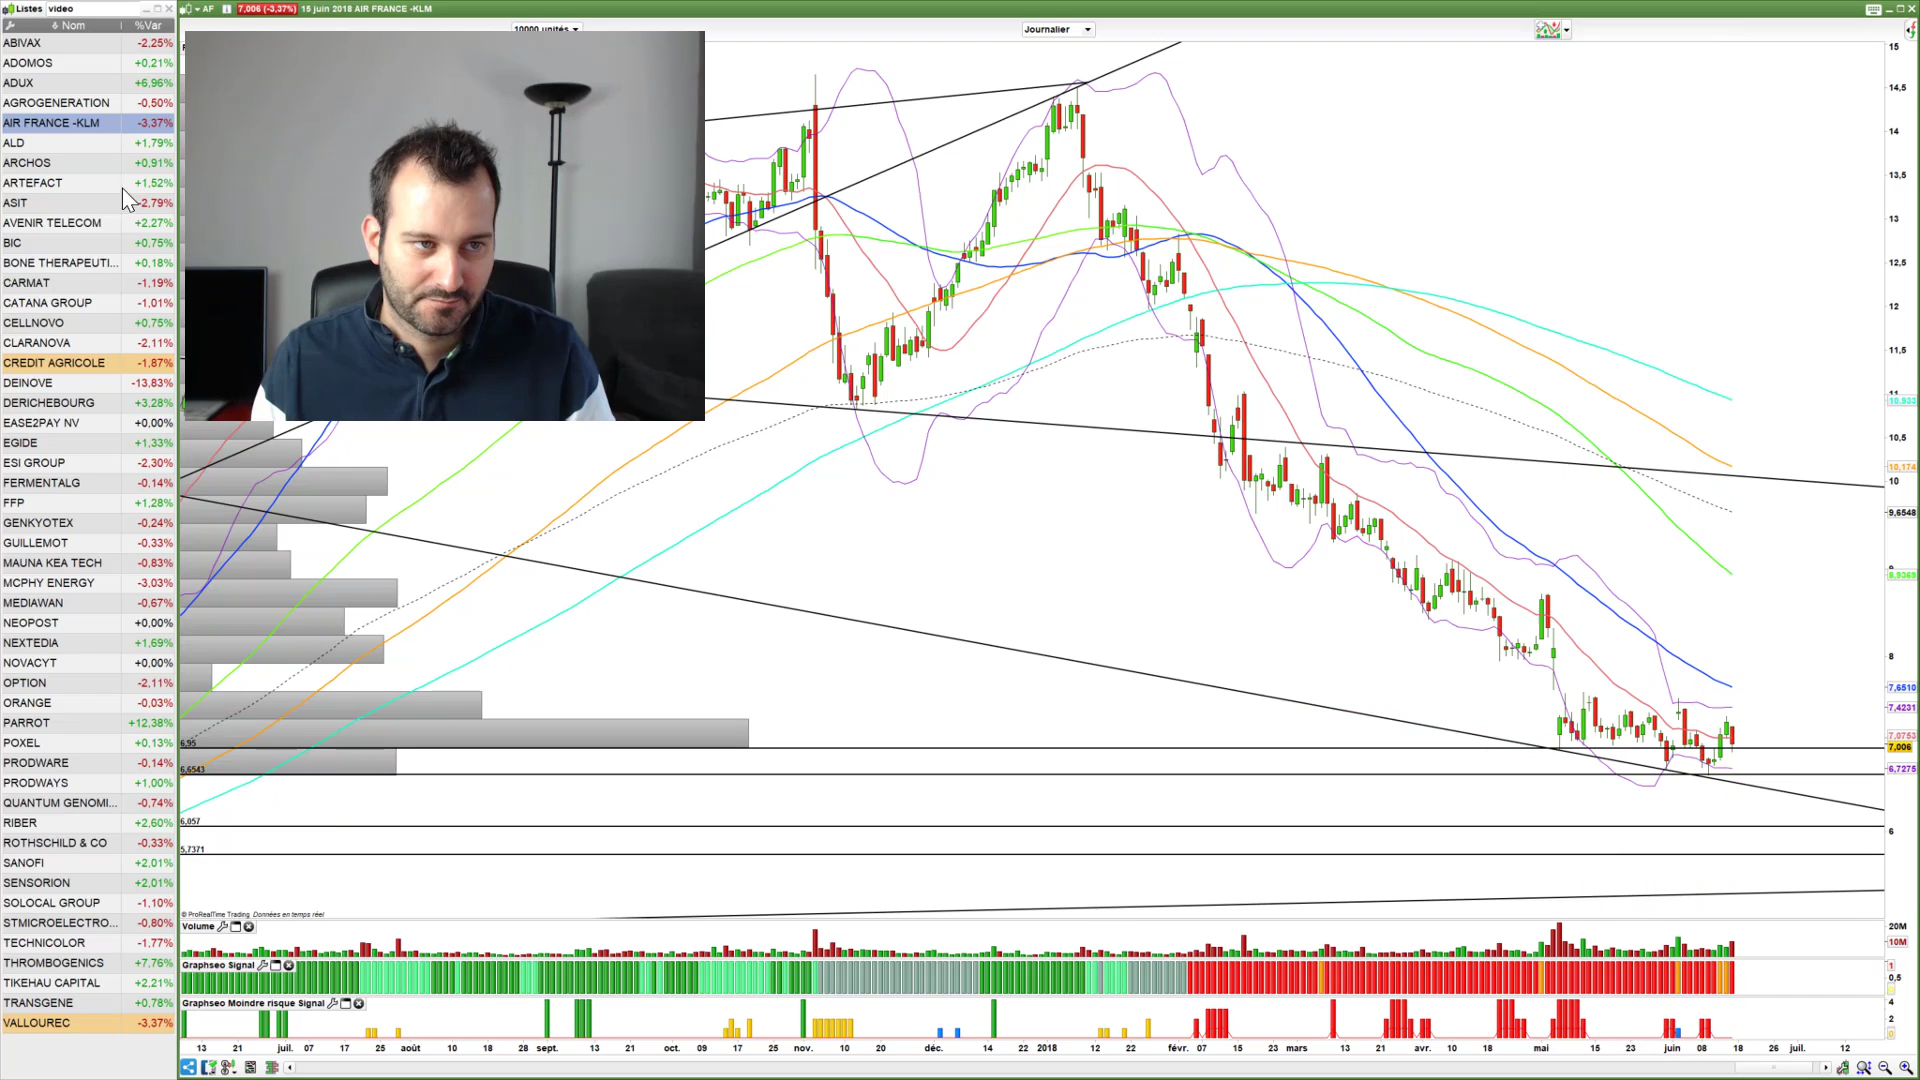 Listes video
Nom %Var
ABIVAX -2.25%
ADOMOS +0,21%
ADUX +6,96%
AGROGENERATION -0.50%
AIR FRANCE -KLM -3,37%
ALD +1,79%
ARCHOS +0,91%
ARTEFACT +1,52%
ASIT -2.79%
AVENIR TELECOM +2,27%
BIC +0,75%
BONE THERAPEUTI... +0,18%
CARMAT -1,19%
CATANA GROUP -1,01%
CELLNOVO +0,75%
CLARANOVA -2,11%
CREDIT AGRICOLE -1,87%
DEINOVE -13,83%
DERICHEBOURG +3,28%
EASE2PAY NV +0,00%
EGIDE +1,33%
ESI GROUP -2,30%
FERMENTALG -0,14%
FFP +1,28%
GENKYOTEX -0,24%
GUILLEMOT -0,33%
MAUNA KEA TECH -0,83%
MCPHY ENERGY -3,03%
MEDIAWAN -0,67%
NEOPOST +0,00%
NEXTEDIA +1,69%
NOVACYT +0,00%
OPTION -2,11%
ORANGE -0,03%
PARROT +12,38%
POXEL +0,13%
PRODWARE -0,14%
PRODWAYS +1,00%
QUANTUM GENOMI... -0,74%
RIBER +2,60%
ROTHSCHILD & CO -0,33%
SANOFI +2,01%
SENSORION +2,01%
SOLOCAL GROUP -1,10%
STMICROELECTRO... -0,80%
TECHNICOLOR -1,77%
THROMBOGENICS +7,76%
TIKEHAU CAPITAL +2,21%
TRANSGENE +0,78%
VALLOUREC -3,37%
AF 7,006 (-3,37%) 15 juin 2018 AIR FRANCE -KLM
10000 unités Journalier
15
14,5
14
13,5
13
12,5
12
11,5
11
10,933
10,5
10,174
10
9,6548
8,9369
8
7,6510
7,4231
7,0753
7,006
6,7275
6
6,95
6,6543
6,057
5,7371
© ProRealTime Trading Données en temps réel
Volume
20M
10M
Graphseo Signal
1
0,5
Graphseo Moindre risque Signal
4
2
0
13 21 juil. 07 17 25 août 10 18 28 sept. 13 21 oct. 09 17 25 nov. 10 20 déc. 14 22 2018 12 22 févr. 07 15 23 mars 13 21 avr. 10 18 mai 15 23 juin 08 18 26 juil. 12